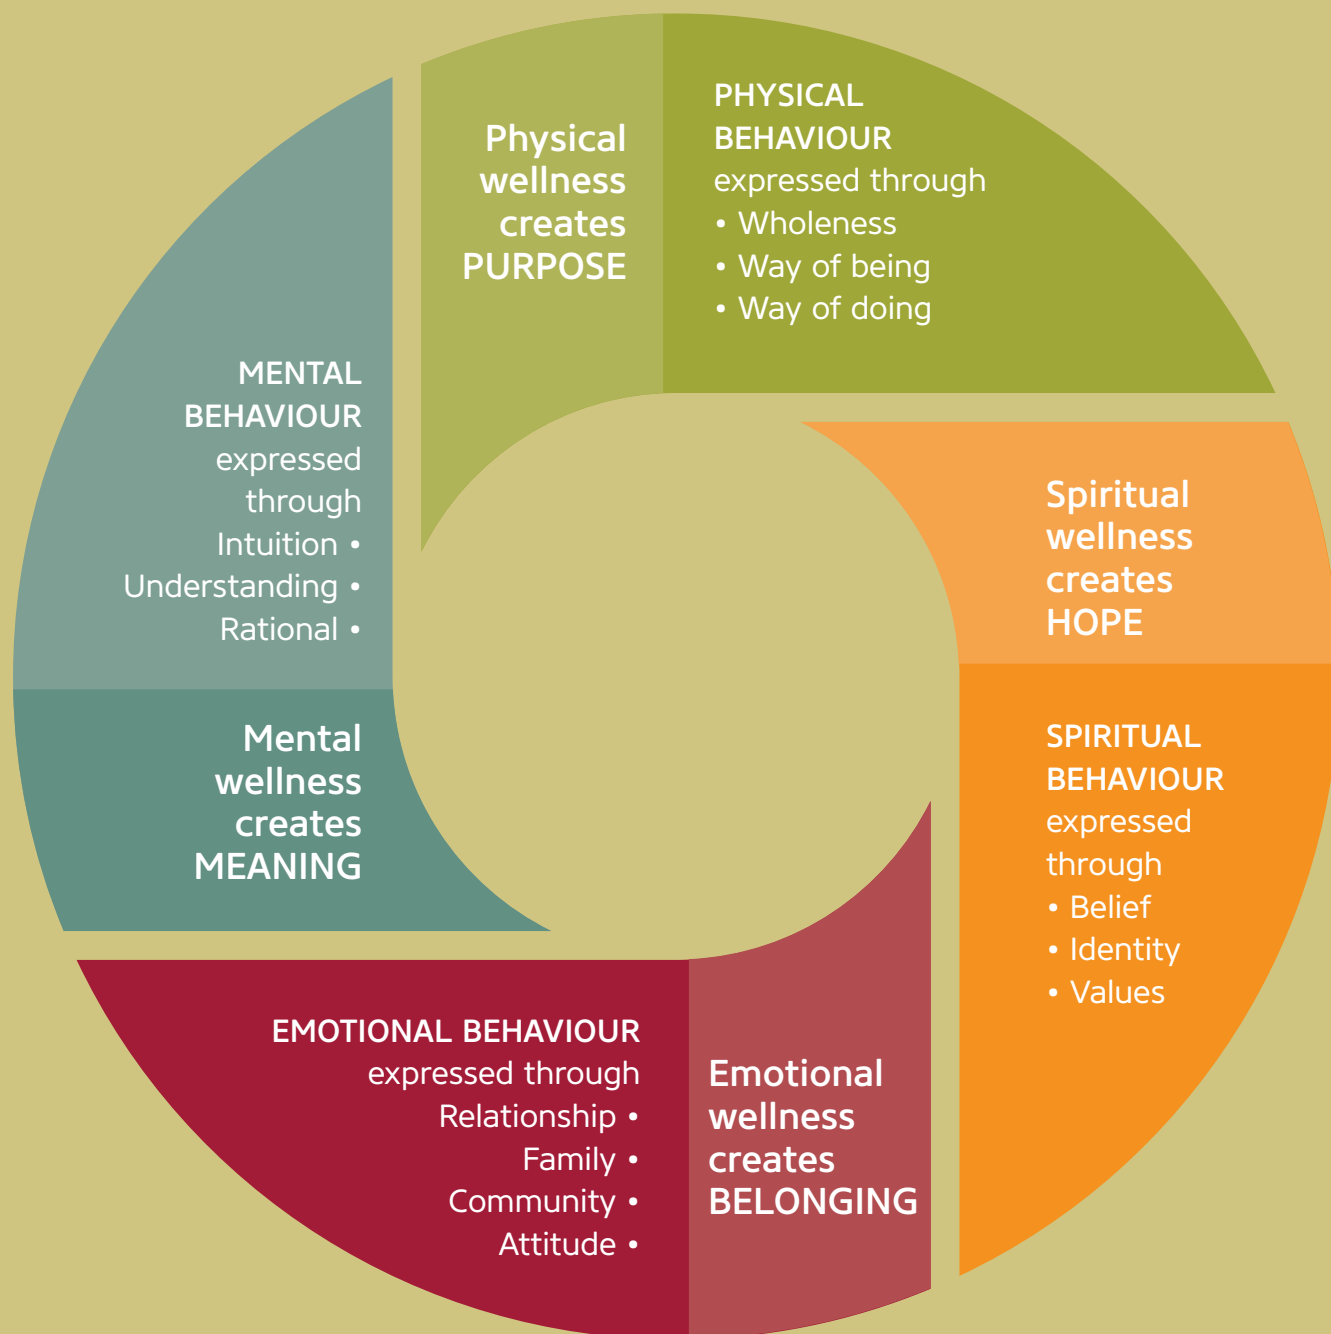 Physical
wellness
creates
PURPOSE
PHYSICAL
BEHAVIOUR
expressed through
• Wholeness
• Way of being
• Way of doing
Spiritual
wellness
creates
HOPE
SPIRITUAL
BEHAVIOUR
expressed
through
• Belief
• Identity
• Values
Emotional
wellness
creates
BELONGING
EMOTIONAL BEHAVIOUR
expressed through
Relationship •
Family •
Community •
Attitude •
Mental
wellness
creates
MEANING
MENTAL
BEHAVIOUR
expressed
through
Intuition •
Understanding •
Rational •